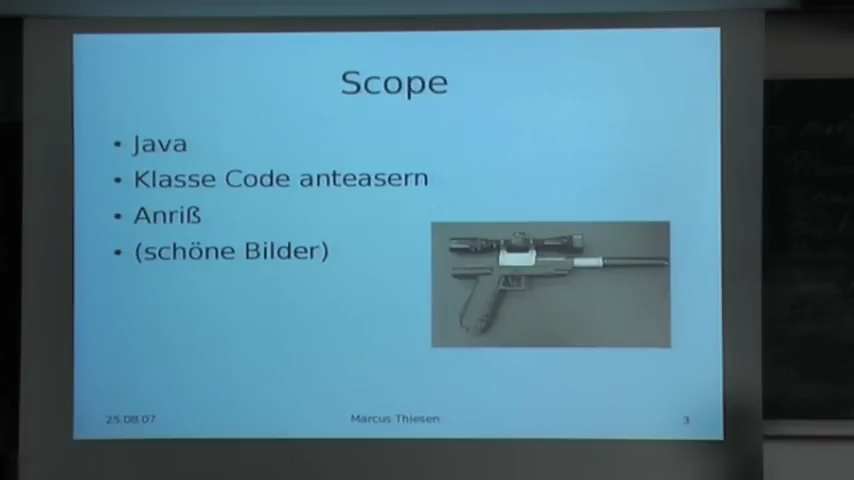 Scope
• Java
• Klasse Code anteasern
• Anriß
• (schöne Bilder)
25.08.07
Marcus Thiesen
3